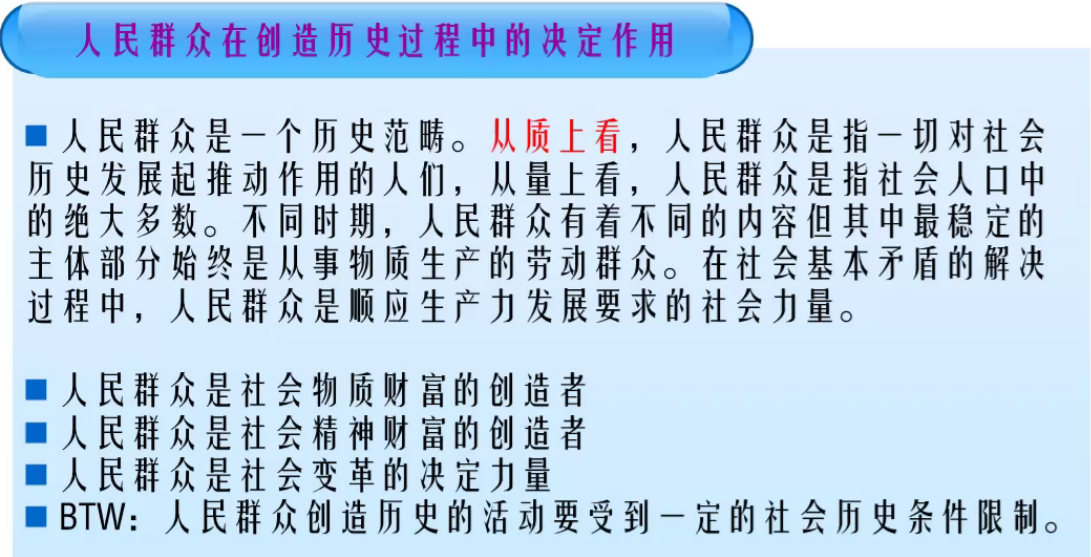 人民群众在创造历史过程中的决定作用
■ 人民群众是一个历史范畴。从质上看，人民群众是指一切对社会
历史发展起推动作用的人们，从量上看，人民群众是指社会人口中
的绝大多数。不同时期，人民群众有着不同的内容但其中最稳定的
主体部分始终是从事物质生产的劳动群众。在社会基本矛盾的解决
过程中，人民群众是顺应生产力发展要求的社会力量。
■ 人民群众是社会物质财富的创造者
■ 人民群众是社会精神财富的创造者
■ 人民群众是社会变革的决定力量
■ BTW：人民群众创造历史的活动要受到一定的社会历史条件限制。